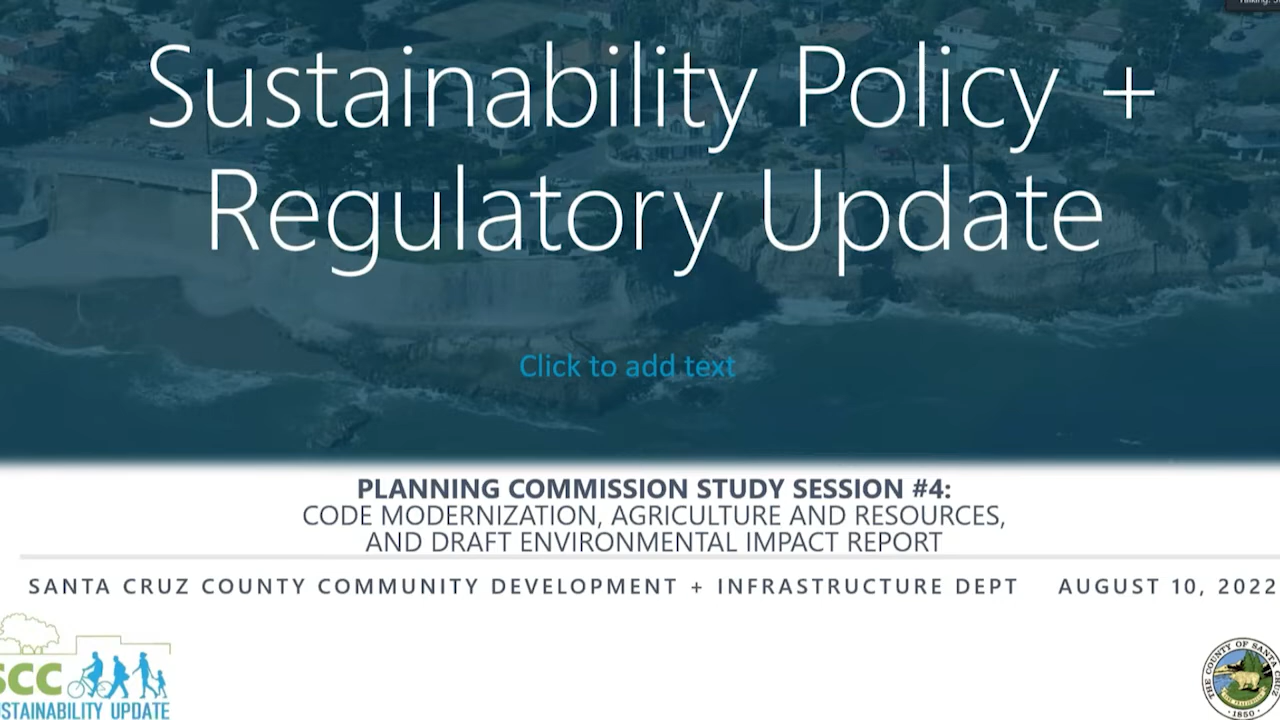 Sustainability Policy +
Regulatory Update
Click to add text
PLANNING COMMISSION STUDY SESSION #4:
CODE MODERNIZATION, AGRICULTURE AND RESOURCES,
AND DRAFT ENVIRONMENTAL IMPACT REPORT
SANTA CRUZ COUNTY COMMUNITY DEVELOPMENT + INFRASTRUCTURE DEPT AUGUST 10, 2022
SCC
STAINABILITY UPDATE
THE COUNTY OF SANTA CRUZ
1850